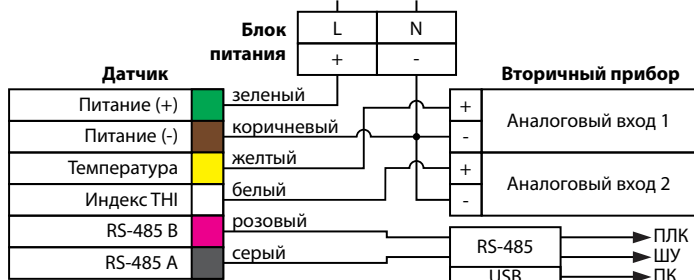 Блок питания
L N
+ -
Датчик
Вторичный прибор
Питание (+) зеленый
Питание (-) коричневый
Температура желтый
Индекс THI белый
RS-485 B розовый
RS-485 A серый
+ Аналоговый вход 1
-
+ Аналоговый вход 2
-
RS-485
USB
ПЛК
ШУ
ПК